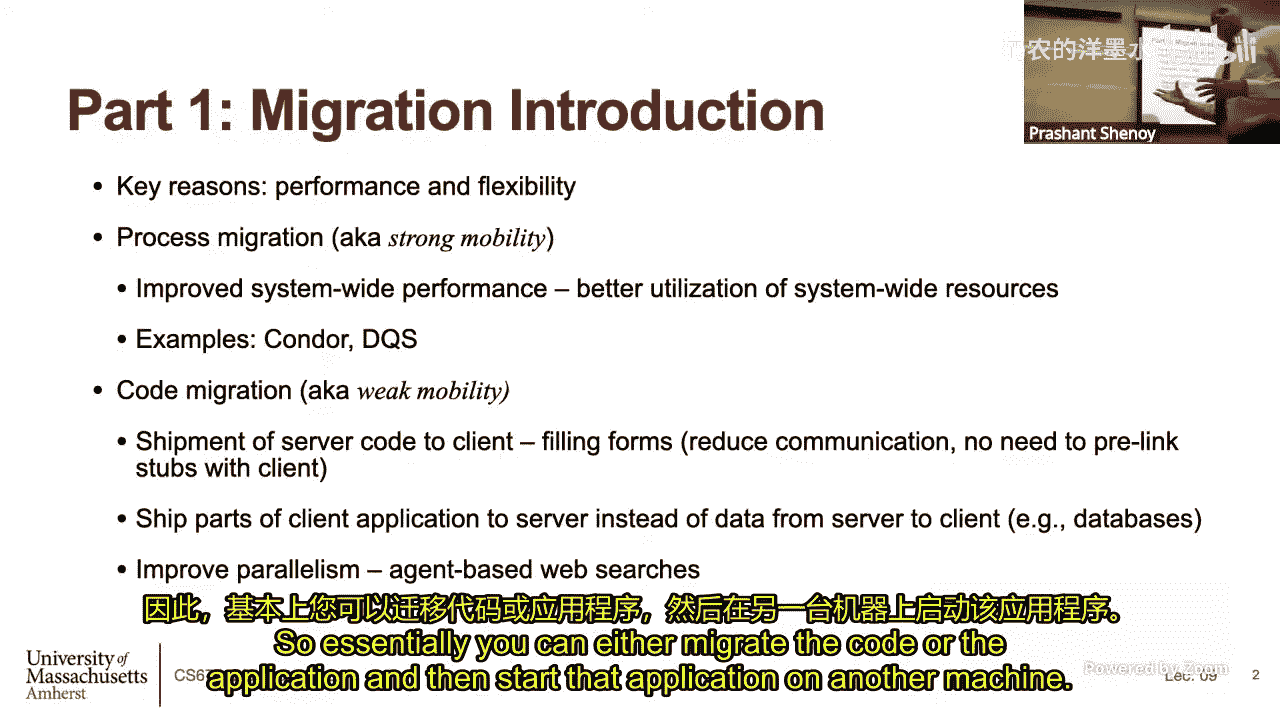 Part 1: Migration Introduction
Prashant Shenoy
• Key reasons: performance and flexibility
• Process migration (aka strong mobility)
• Improved system-wide performance – better utilization of system-wide resources
• Examples: Condor, DQS
• Code migration (aka weak mobility)
• Shipment of server code to client – filling forms (reduce communication, no need to pre-link
stubs with client)
• Ship parts of client application to server instead of data from server to client (e.g., databases)
• Improve parallelism – agent-based web searches
因此，基本上您可以迁移代码或应用程序，然后在另一台机器上启动该应用程序。
So essentially you can either migrate the code or the
application and then start that application on another machine.
University of
Massachusetts
Amherst
Powered by Zoom
Lec. 09
2